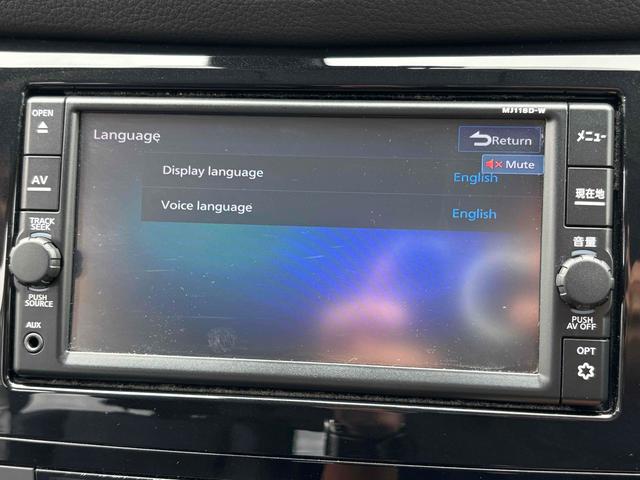 MJ118D-W
OPEN
Language
Return
メニュー
Mute
Display language
English
AV
現在地
Voice language
English
TRACK
SEEK
音量
PUSH
SOURCE
PUSH
AV OFF
AUX
OPT